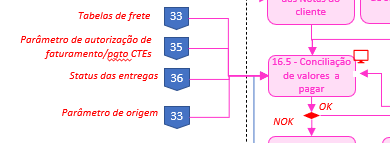 das Notas do
cliente
Tabelas de frete 33
Parâmetro de autorização de
faturamento/pgto CTEs 35
Status das entregas 36
Parâmetro de origem 33
16.5 - Conciliação
de valores a
pagar
OK
NOK